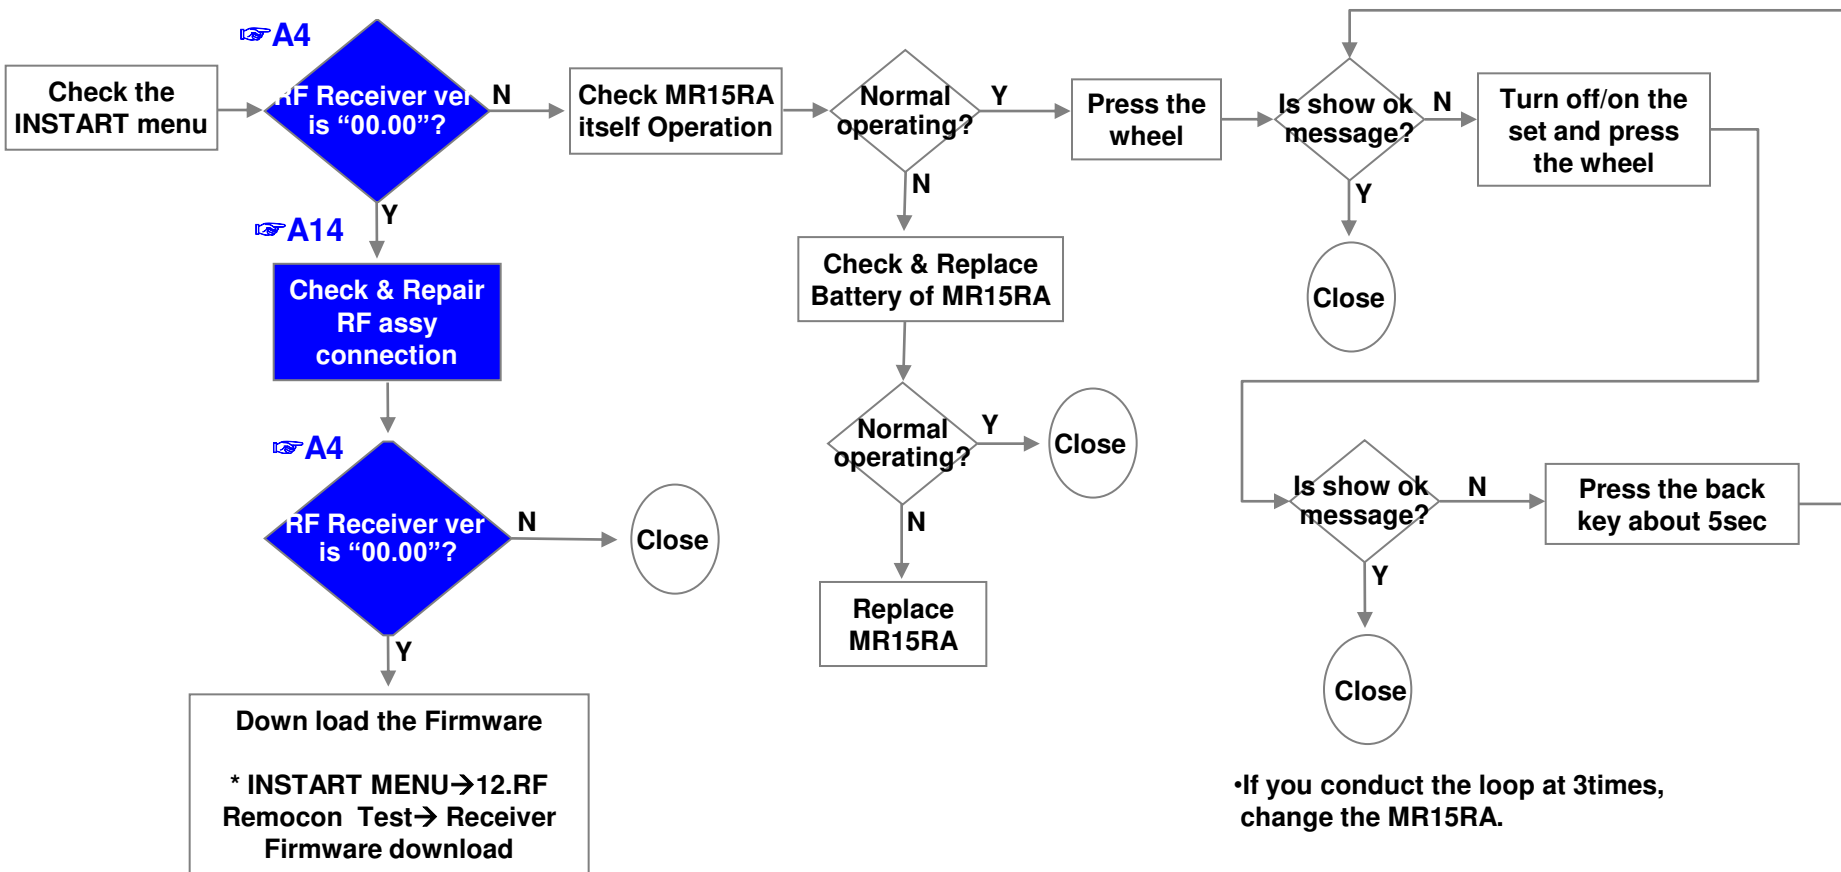 ☞A4
Check the
INSTART menu
RF Receiver ver
is “00.00”?
N
Y
Check MR15RA
itself Operation
Normal
operating?
Y
N
Press the
wheel
Is show ok
message?
N
Y
Turn off/on the
set and press
the wheel
Close
☞A14
Check & Repair
RF assy
connection
☞A4
RF Receiver ver
is “00.00”?
N
Close
Y
Down load the Firmware
* INSTART MENU→12.RF
Remocon Test→ Receiver
Firmware download
Check & Replace
Battery of MR15RA
Normal
operating?
Y
Close
N
Replace
MR15RA
Is show ok
message?
N
Press the back
key about 5sec
Y
Close
•If you conduct the loop at 3times,
change the MR15RA.